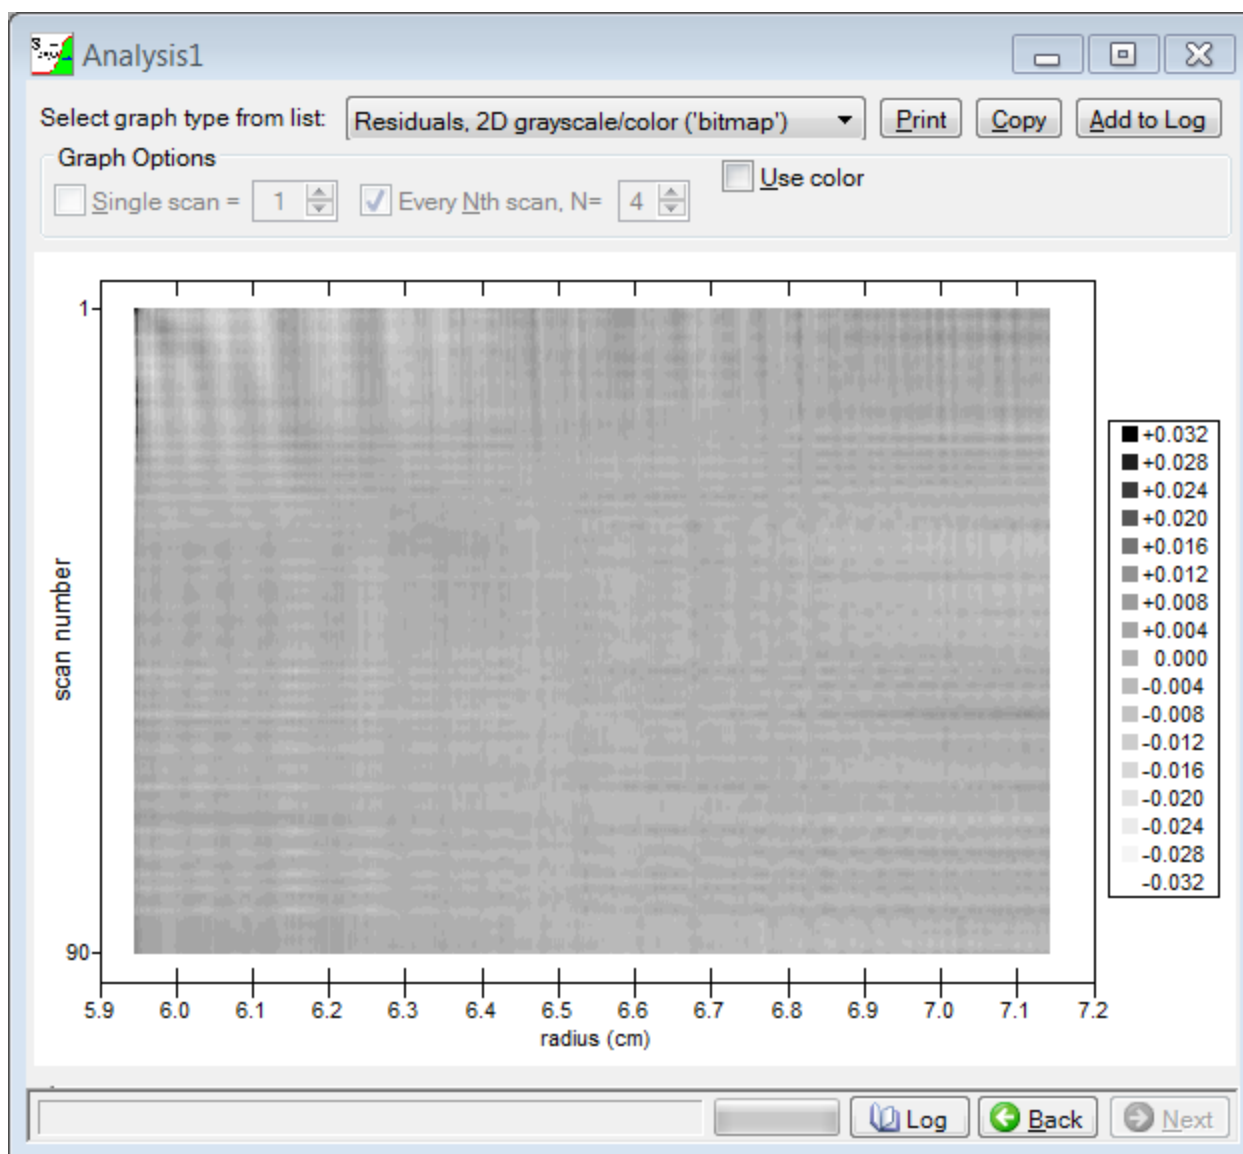 Analysis1
Select graph type from list: Residuals, 2D grayscale/color ('bitmap') Print Copy Add to Log
Graph Options
Single scan = 1 Every Nth scan, N= 4 Use color
1
90
scan number
5.9 6.0 6.1 6.2 6.3 6.4 6.5 6.6 6.7 6.8 6.9 7.0 7.1 7.2
radius (cm)
+0.032
+0.028
+0.024
+0.020
+0.016
+0.012
+0.008
+0.004
0.000
-0.004
-0.008
-0.012
-0.016
-0.020
-0.024
-0.028
-0.032
Log Back Next